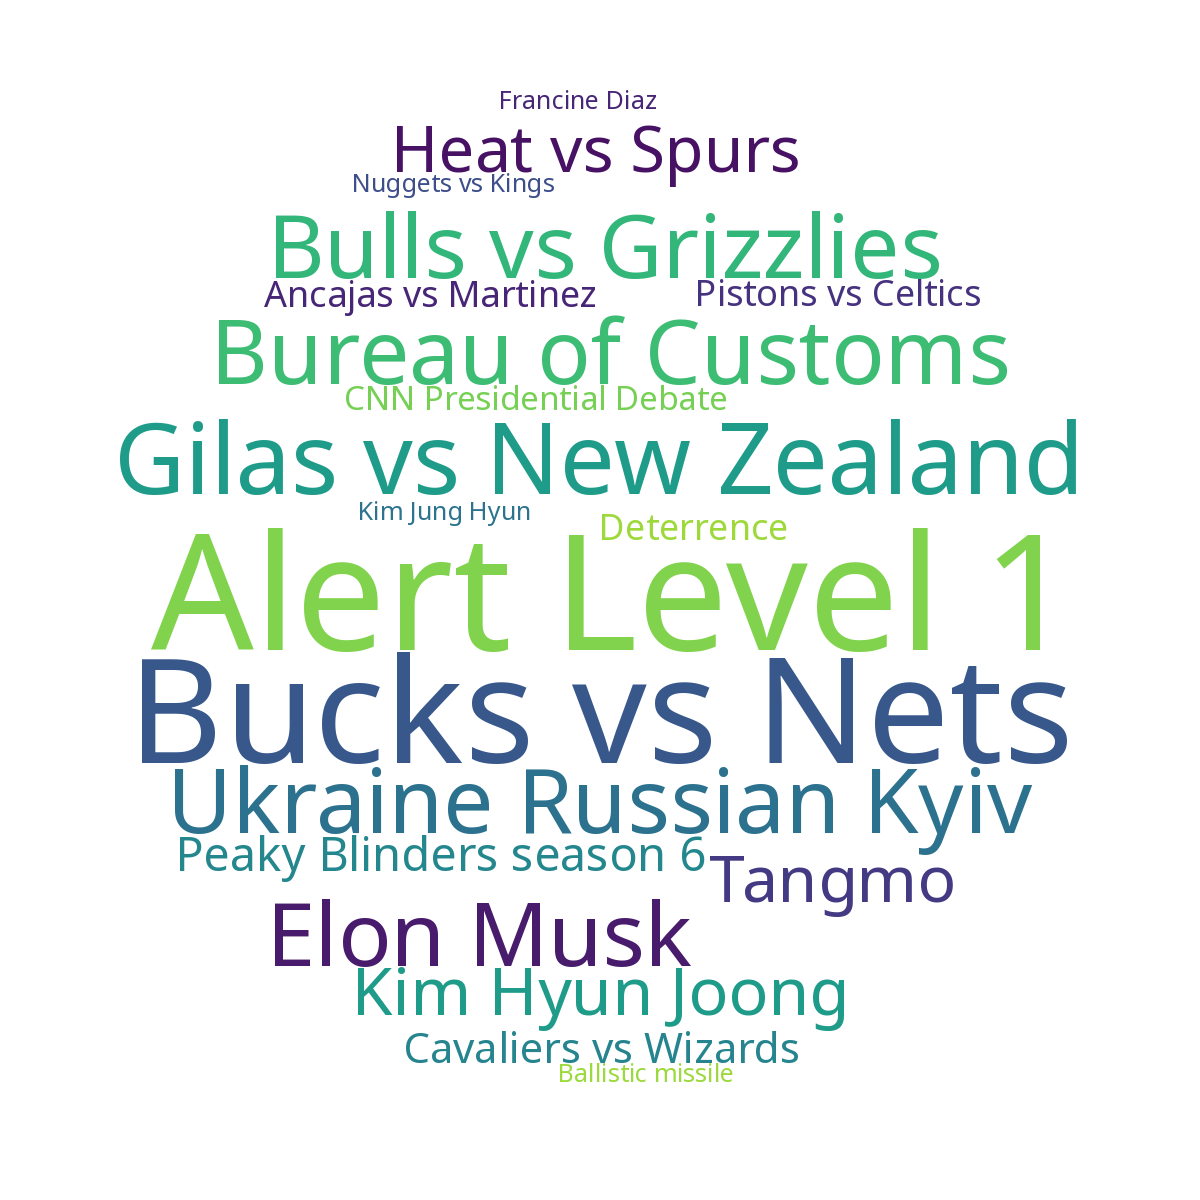 Francine Diaz
Heat vs Spurs
Nuggets vs Kings
Bulls vs Grizzlies
Ancajas vs Martinez
Pistons vs Celtics
Bureau of Customs
CNN Presidential Debate
Gilas vs New Zealand
Kim Jung Hyun
Deterrence
Alert Level 1
Bucks vs Nets
Ukraine Russian Kyiv
Peaky Blinders season 6
Tangmo
Elon Musk
Kim Hyun Joong
Cavaliers vs Wizards
Ballistic missile